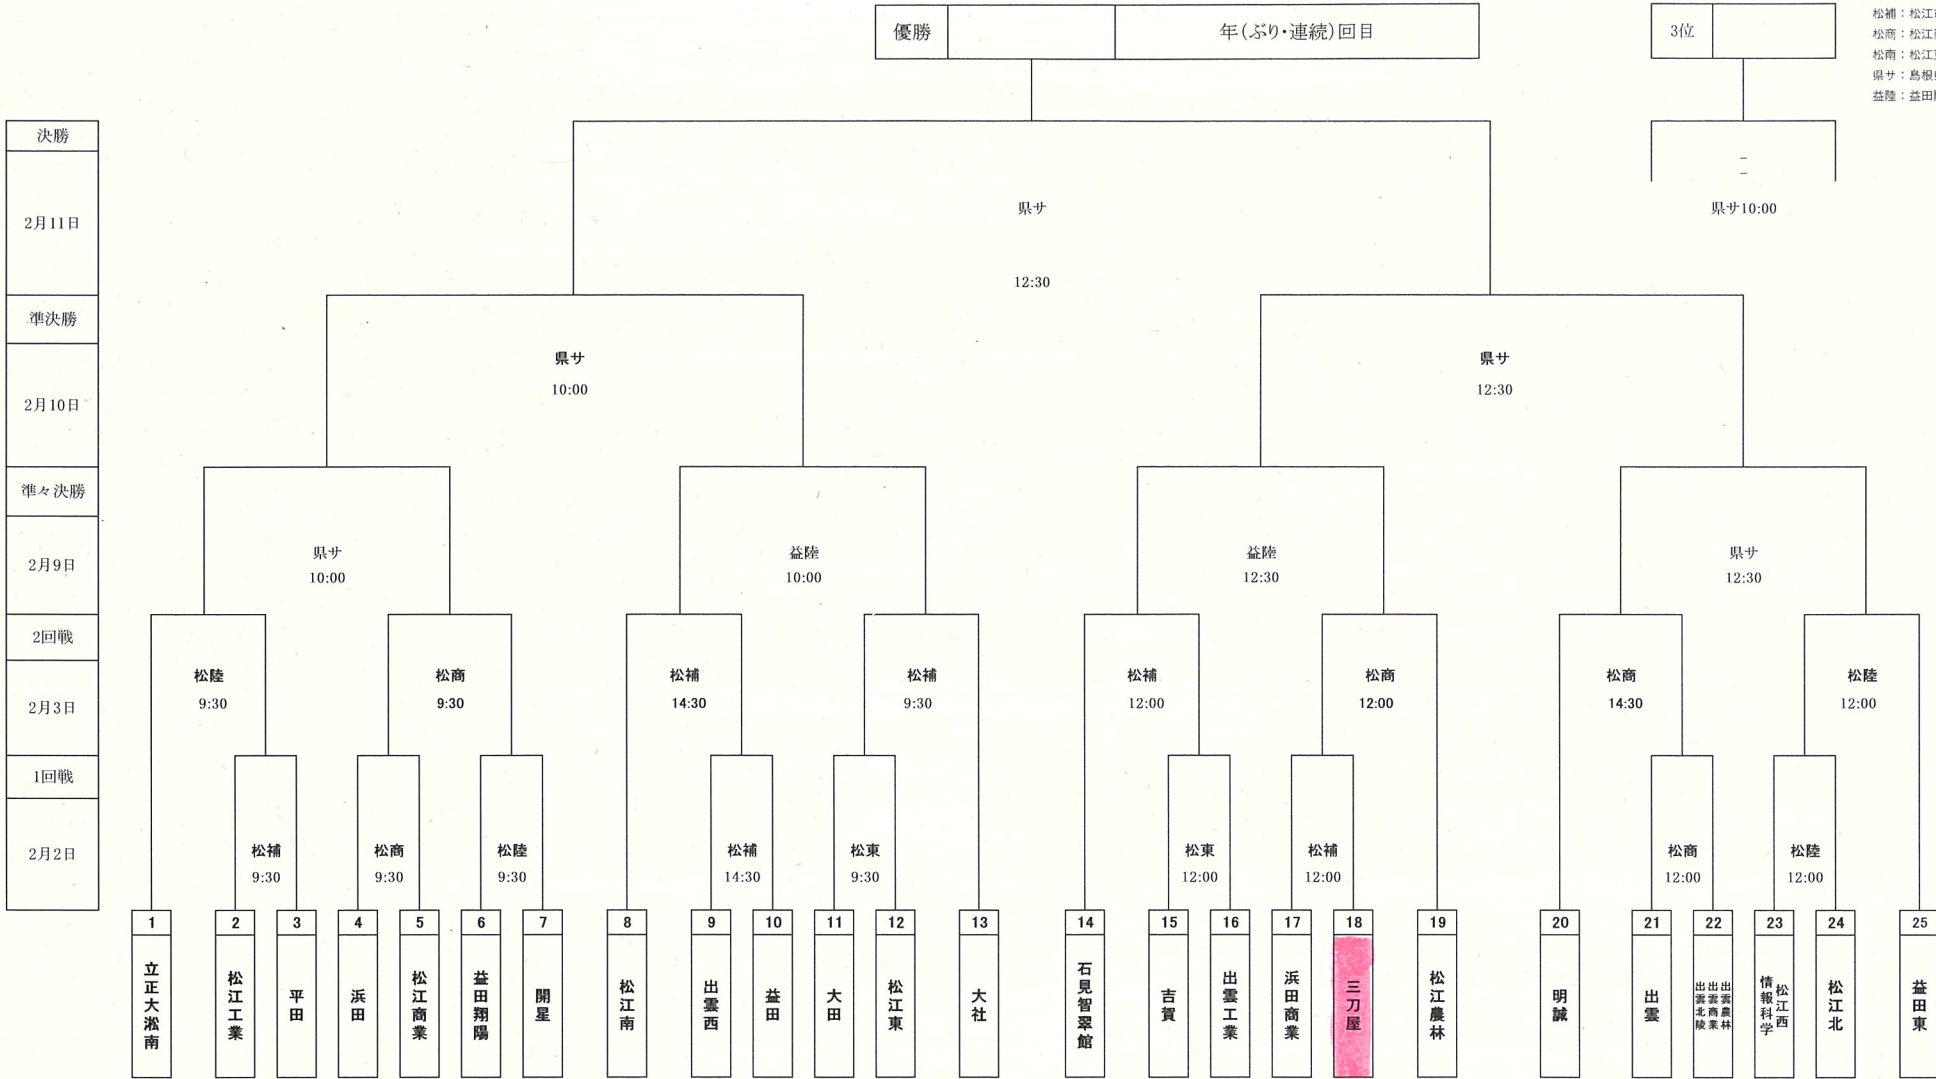 優勝
年(ぶり・連続)回目
3位
松補：松江
松商：松江
松南：松江
県サ：島根
益陸：益田
決勝
2月11日
県サ
12:30
県サ10:00
準決勝
2月10日
県サ
10:00
県サ
12:30
準々決勝
2月9日
県サ
10:00
益陸
10:00
益陸
12:30
県サ
12:30
2回戦
2月3日
松陸
9:30
松商
9:30
松補
14:30
松補
9:30
松補
12:00
松商
12:00
松商
14:30
松陸
12:00
1回戦
2月2日
松補
9:30
松商
9:30
松陸
9:30
松補
14:30
松東
9:30
松東
12:00
松補
12:00
松商
12:00
松陸
12:00
1
立正大淞南
2
松江工業
3
平田
4
浜田
5
松江商業
6
益田翔陽
7
開星
8
松江南
9
出雲西
10
益田
11
大田
12
松江東
13
大社
14
石見智翠館
15
吉賀
16
出雲工業
17
浜田商業
18
三刀屋
19
松江農林
20
明誠
21
出雲
22
出雲農林
出雲商業
出雲北陵
23
松江西
情報科学
24
松江北
25
益田東